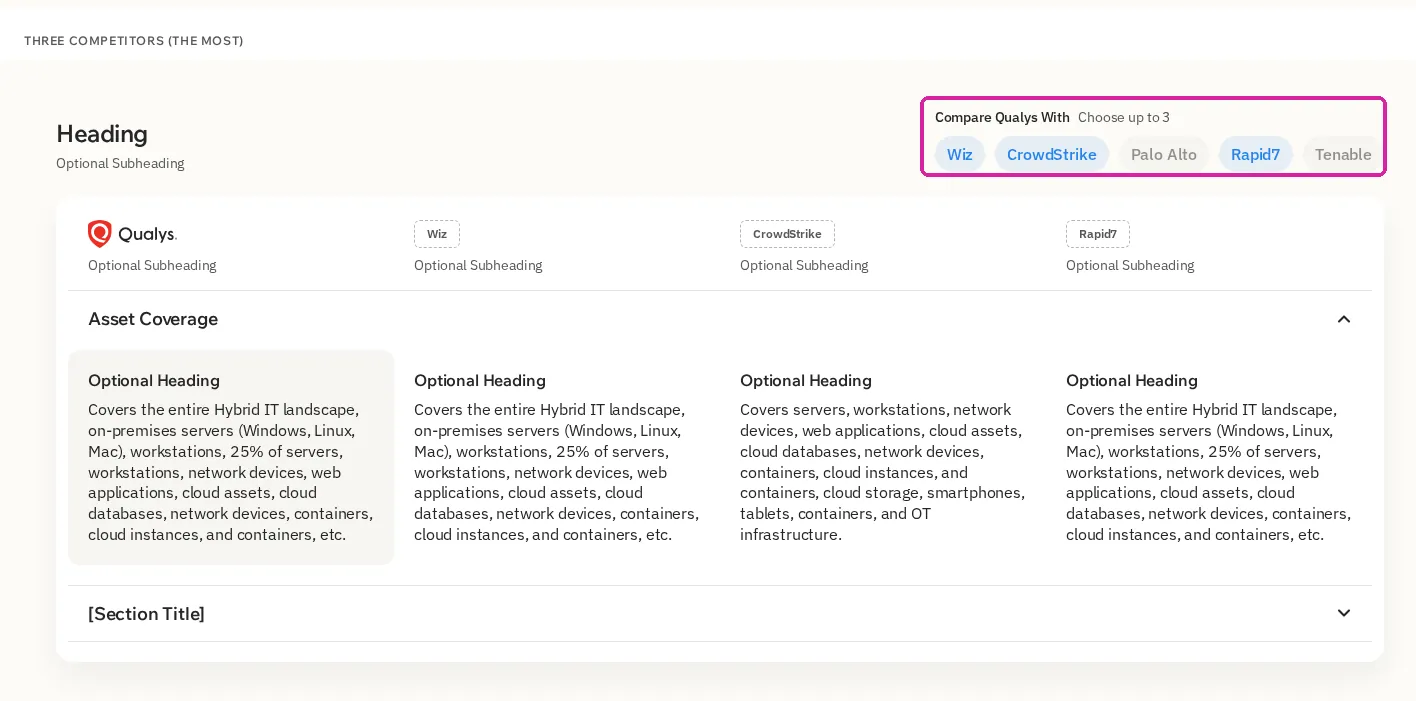 THREE COMPETITORS (THE MOST)
Heading
Optional Subheading
Compare Qualys With Choose up to 3
Wiz CrowdStrike Palo Alto Rapid7 Tenable
Qualys. Wiz CrowdStrike Rapid7
Optional Subheading Optional Subheading Optional Subheading Optional Subheading
Asset Coverage
Optional Heading
Covers the entire Hybrid IT landscape,
on-premises servers (Windows, Linux,
Mac), workstations, 25% of servers,
workstations, network devices, web
applications, cloud assets, cloud
databases, network devices, containers,
cloud instances, and containers, etc.
Optional Heading
Covers the entire Hybrid IT landscape,
on-premises servers (Windows, Linux,
Mac), workstations, 25% of servers,
workstations, network devices, web
applications, cloud assets, cloud
databases, network devices, containers,
cloud instances, and containers, etc.
Optional Heading
Covers servers, workstations, network
devices, web applications, cloud assets,
cloud databases, network devices,
containers, cloud instances, and
containers, cloud storage, smartphones,
tablets, containers, and OT
infrastructure.
Optional Heading
Covers the entire Hybrid IT landscape,
on-premises servers (Windows, Linux,
Mac), workstations, 25% of servers,
workstations, network devices, web
applications, cloud assets, cloud
databases, network devices, containers,
cloud instances, and containers, etc.
[Section Title]